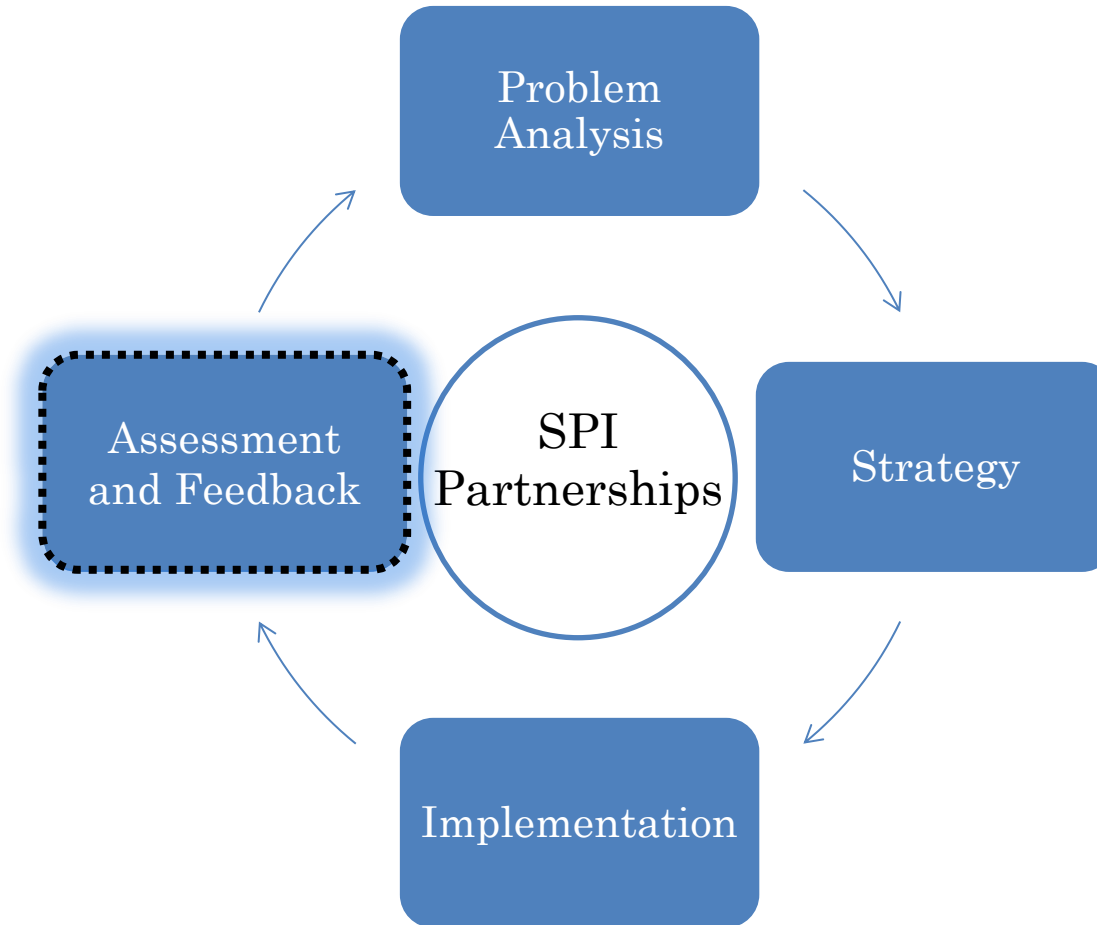 Problem
Analysis
Assessment
and Feedback
SPI
Partnerships
Strategy
Implementation